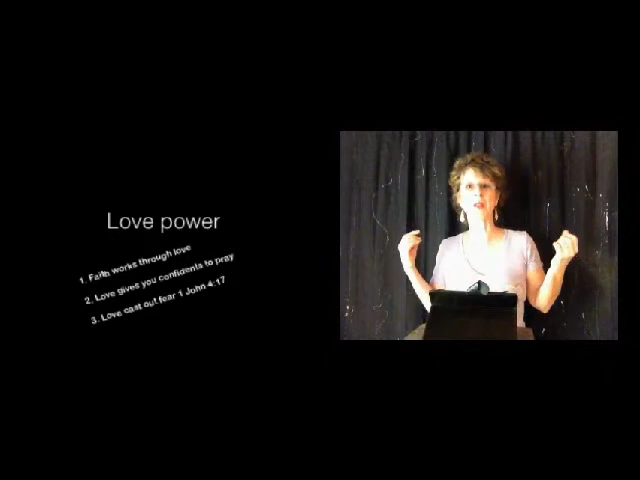 Love power
1. Faith works through love
2. Love gives you confidents to pray
3. Love cast out fear 1 John 4:17